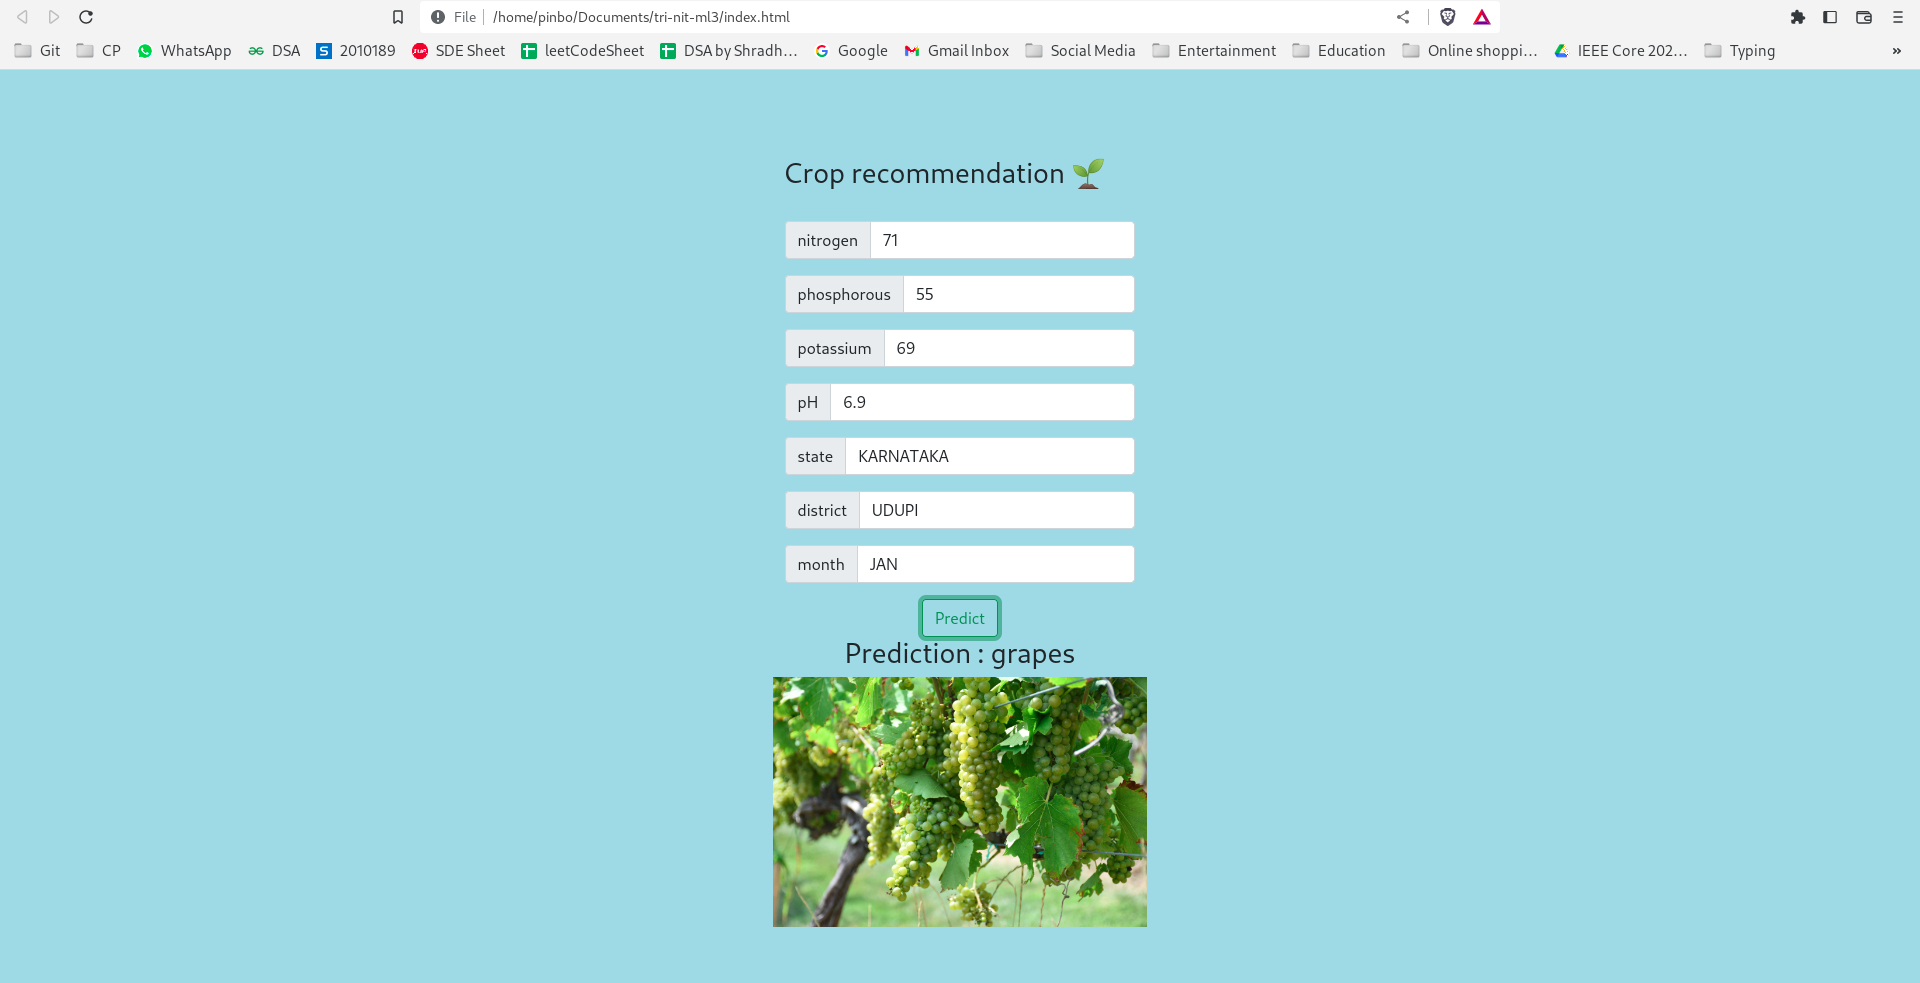 File /home/pinbo/Documents/tri-nit-ml3/index.html
Git CP WhatsApp DSA 2010189 SDE Sheet leetCodeSheet DSA by Shradh... Google Gmail Inbox Social Media Entertainment Education Online shoppi... IEEE Core 202... Typing »
Crop recommendation 🌱
nitrogen 71
phosphorous 55
potassium 69
pH 6.9
state KARNATAKA
district UDUPI
month JAN
Predict
Prediction : grapes